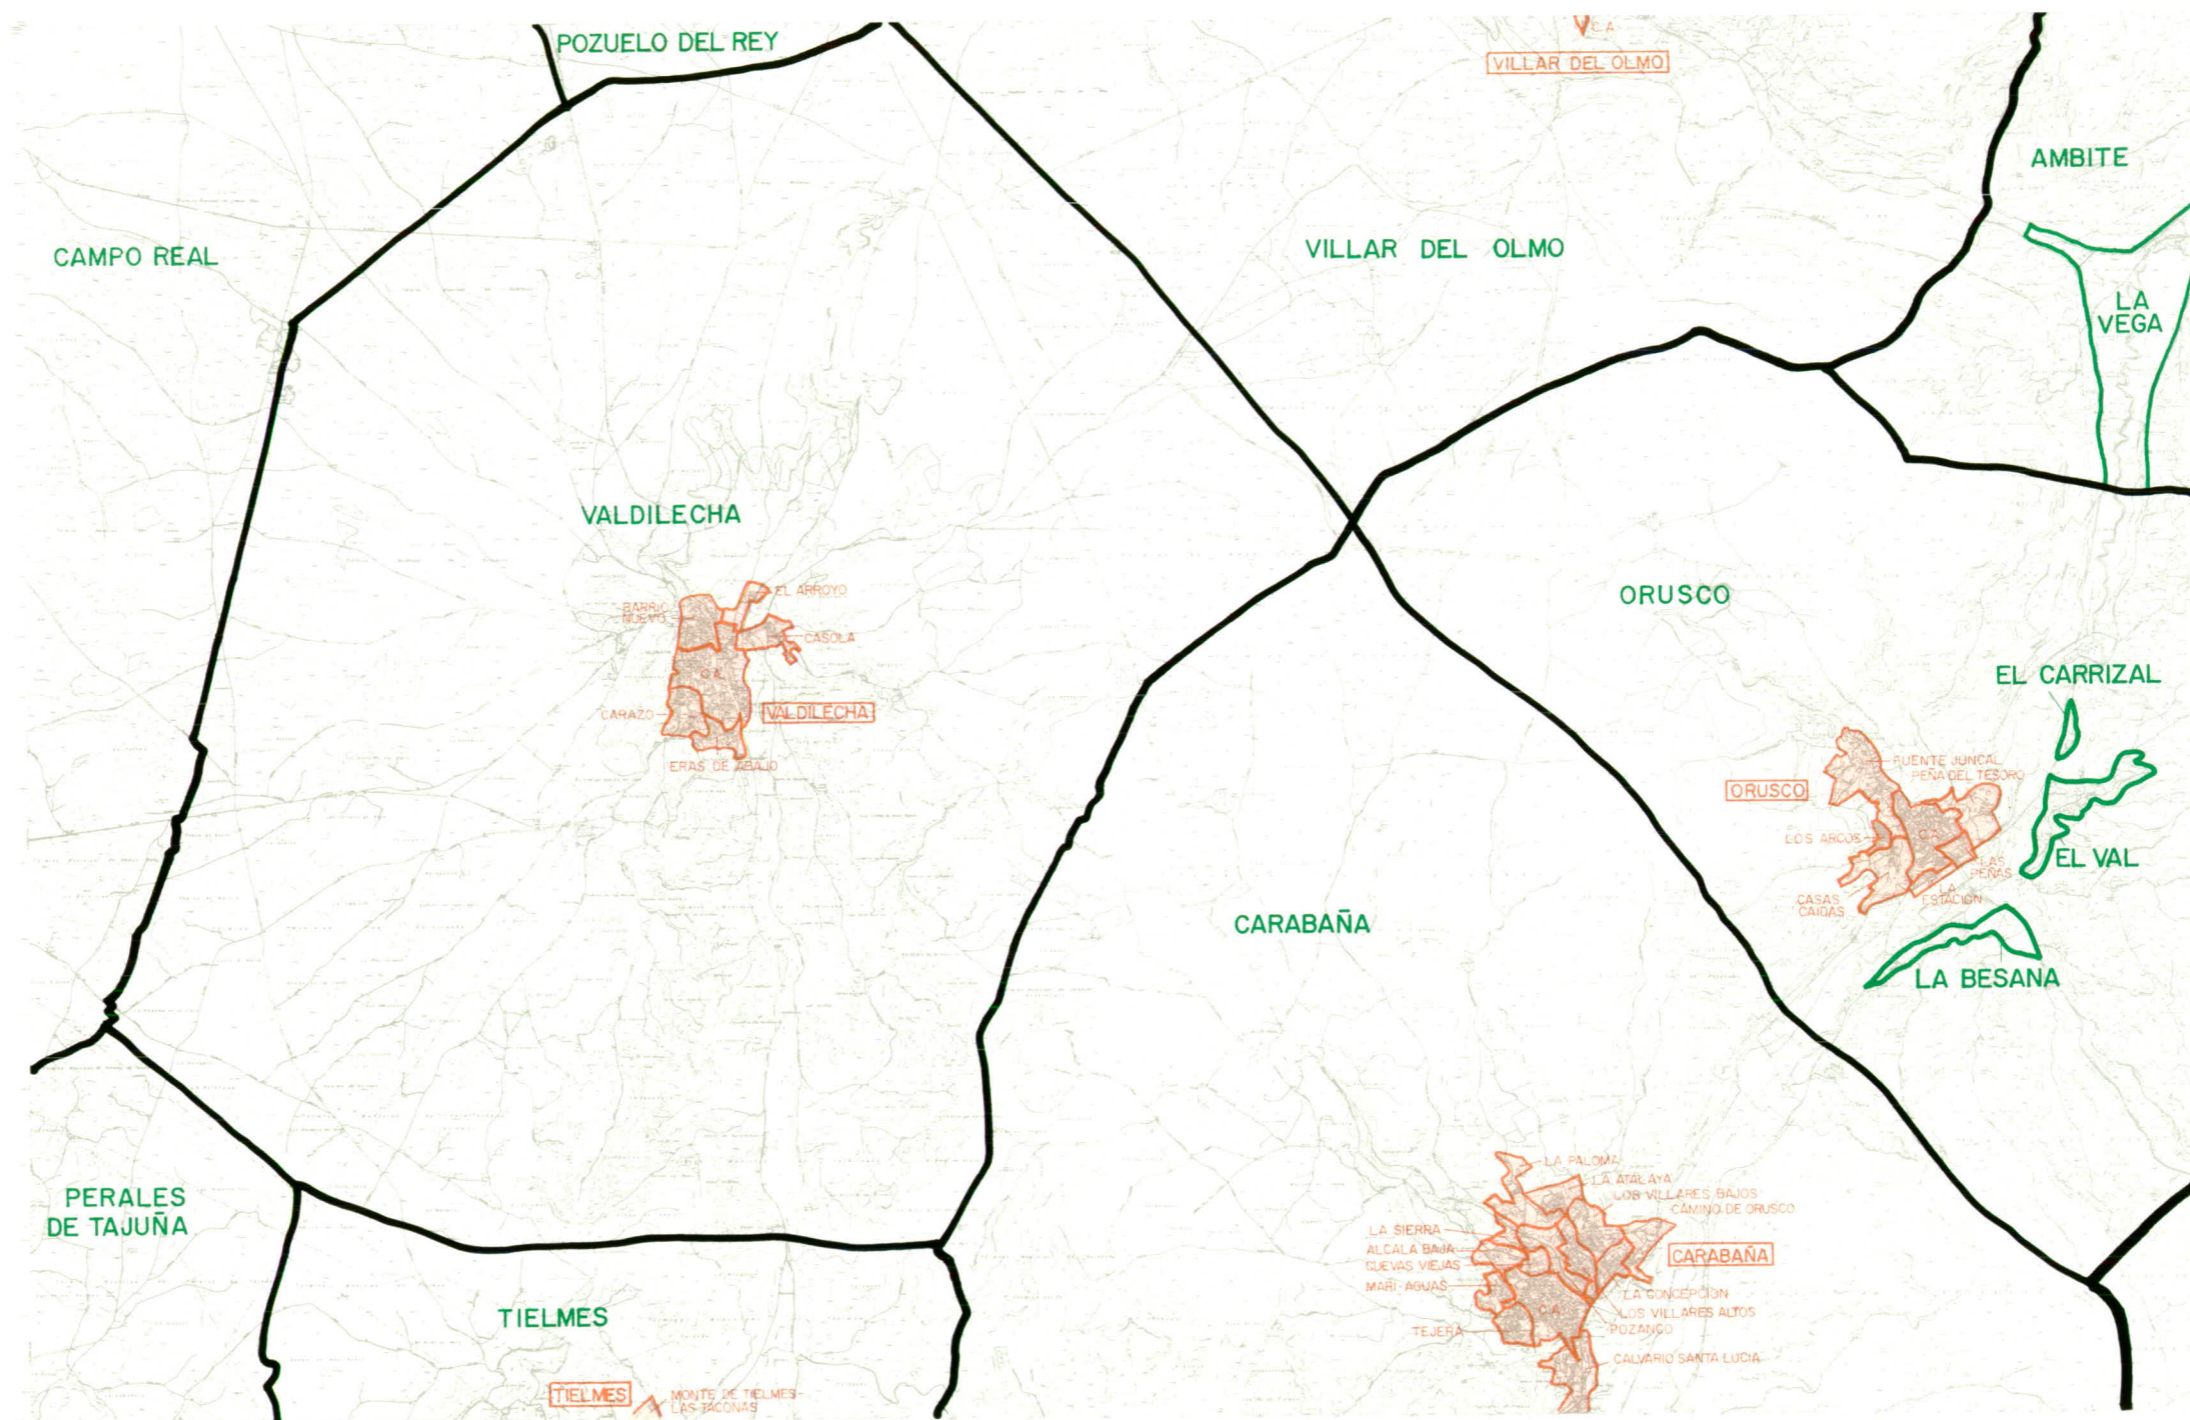 POZUELO DEL REY
C.A.
VILLAR DEL OLMO
AMBITE
CAMPO REAL
VILLAR DEL OLMO
LA
VEGA
VALDILECHA
EL ARROYO
BARRIO
NUEVO
CASOLA
C.A.
CARAZO
VALDILECHA
ERAS DE ABAJO
ORUSCO
EL CARRIZAL
FUENTE JUNCAL
PEÑA DEL TESORO
ORUSCO
LOS ARCOS
C.A.
LAS
PEÑAS
EL VAL
LA
ESTACIÓN
CASAS
CAIDAS
CARABAÑA
LA BESANA
PERALES
DE TAJUÑA
LA PALOMA
LA ATALAYA
LOS VILLARES BAJOS
CAMINO DE ORUSCO
LA SIERRA
ALCALA BAJA
CUEVAS VIEJAS
CARABAÑA
MARI-AGUAS
LA CONCEPCION
C.A.
LOS VILLARES ALTOS
TEJERA
POZANCO
CALVARIO SANTA LUCIA
TIELMES
TIELMES
MONTE DE TIELMES-
LAS TACONAS